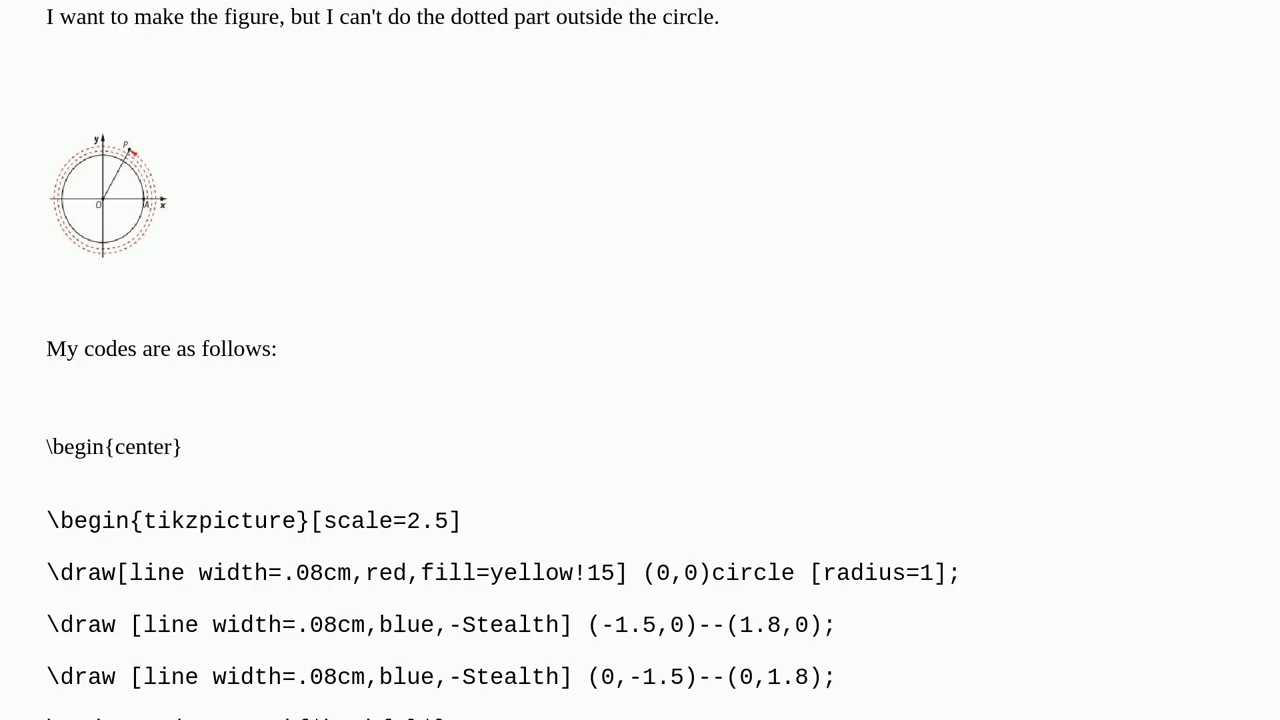 I want to make the figure, but I can't do the dotted part outside the circle.
y
P
O
A
x
My codes are as follows:
\begin{center}
\begin{tikzpicture}[scale=2.5]
\draw[line width=.08cm,red,fill=yellow!15] (0,0)circle [radius=1];
\draw [line width=.08cm,blue,-Stealth] (-1.5,0)--(1.8,0);
\draw [line width=.08cm,blue,-Stealth] (0,-1.5)--(0,1.8);